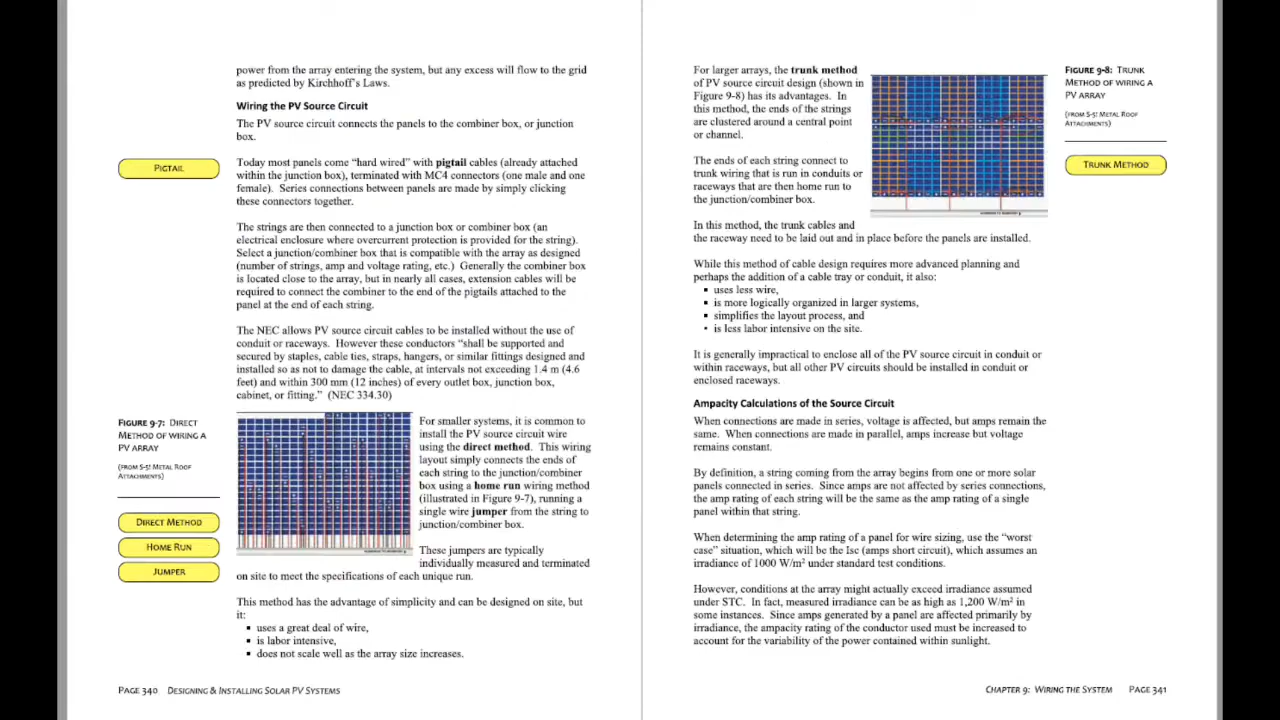 power from the array entering the system, but any excess will flow to the grid
as predicted by Kirchhoff's Laws.
Wiring the PV Source Circuit
The PV source circuit connects the panels to the combiner box, or junction
box.
PIGTAIL
Today most panels come "hard wired" with pigtail cables (already attached
within the junction box), terminated with MC4 connectors (one male and one
female). Series connections between panels are made by simply clicking
these connectors together.
The strings are then connected to a junction box or combiner box (an
electrical enclosure where overcurrent protection is provided for the string).
Select a junction/combiner box that is compatible with the array as designed
(number of strings, amp and voltage rating, etc.) Generally the combiner box
is located close to the array, but in nearly all cases, extension cables will be
required to connect the combiner to the end of the pigtails attached to the
panel at the end of each string.
The NEC allows PV source circuit cables to be installed without the use of
conduit or raceways. However these conductors "shall be supported and
secured by staples, cable ties, straps, hangers, or similar fittings designed and
installed so as not to damage the cable, at intervals not exceeding 1.4 m (4.6
feet) and within 300 mm (12 inches) of every outlet box, junction box,
cabinet, or fitting." (NEC 334.30)
FIGURE 9-7: DIRECT
METHOD OF WIRING A
PV ARRAY
(FROM S-5! METAL ROOF
ATTACHMENTS)
DIRECT METHOD
HOME RUN
JUMPER
For smaller systems, it is common to
install the PV source circuit wire
using the direct method. This wiring
layout simply connects the ends of
each string to the junction/combiner
box using a home run wiring method
(illustrated in Figure 9-7), running a
single wire jumper from the string to
junction/combiner box.
These jumpers are typically
individually measured and terminated
on site to meet the specifications of each unique run.
This method has the advantage of simplicity and can be designed on site, but
it:
▪ uses a great deal of wire,
▪ is labor intensive,
▪ does not scale well as the array size increases.
PAGE 340 DESIGNING & INSTALLING SOLAR PV SYSTEMS
For larger arrays, the trunk method
of PV source circuit design (shown in
Figure 9-8) has its advantages. In
this method, the ends of the strings
are clustered around a central point
or channel.
The ends of each string connect to
trunk wiring that is run in conduits or
raceways that are then home run to
the junction/combiner box.
In this method, the trunk cables and
the raceway need to be laid out and in place before the panels are installed.
FIGURE 9-8: TRUNK
METHOD OF WIRING A
PV ARRAY
(FROM S-5! METAL ROOF
ATTACHMENTS)
TRUNK METHOD
While this method of cable design requires more advanced planning and
perhaps the addition of a cable tray or conduit, it also:
▪ uses less wire,
▪ is more logically organized in larger systems,
▪ simplifies the layout process, and
• is less labor intensive on the site.
It is generally impractical to enclose all of the PV source circuit in conduit or
within raceways, but all other PV circuits should be installed in conduit or
enclosed raceways.
Ampacity Calculations of the Source Circuit
When connections are made in series, voltage is affected, but amps remain the
same. When connections are made in parallel, amps increase but voltage
remains constant.
By definition, a string coming from the array begins from one or more solar
panels connected in series. Since amps are not affected by series connections,
the amp rating of each string will be the same as the amp rating of a single
panel within that string.
When determining the amp rating of a panel for wire sizing, use the "worst
case" situation, which will be the Isc (amps short circuit), which assumes an
irradiance of 1000 W/m² under standard test conditions.
However, conditions at the array might actually exceed irradiance assumed
under STC. In fact, measured irradiance can be as high as 1,200 W/m² in
some instances. Since amps generated by a panel are affected primarily by
irradiance, the ampacity rating of the conductor used must be increased to
account for the variability of the power contained within sunlight.
CHAPTER 9: WIRING THE SYSTEM PAGE 341